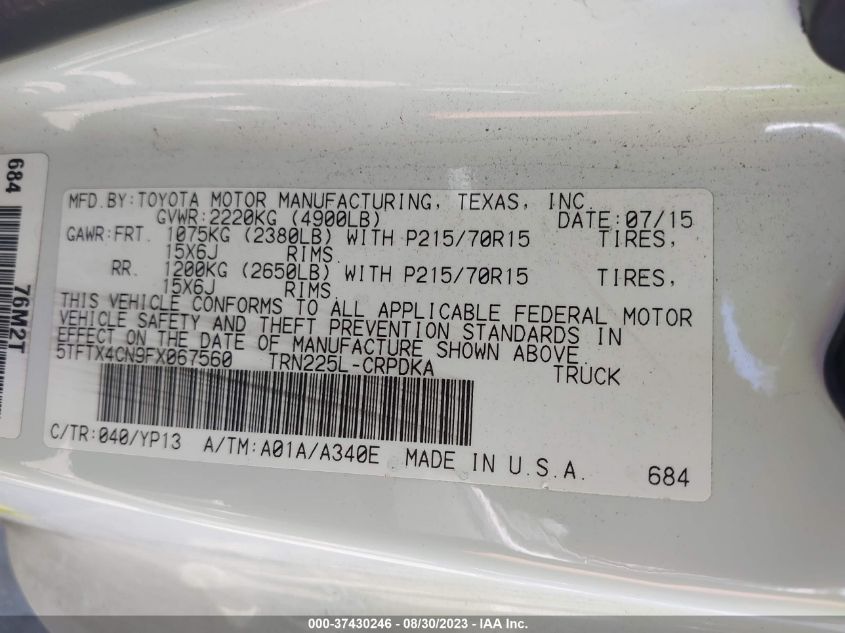 MFD.BY:TOYOTA MOTOR MANUFACTURING, TEXAS, INC.
GVWR:2220KG (4900LB) DATE:07/15
GAWR:FRT. 1075KG (2380LB) WITH P215/70R15 TIRES,
15X6J RIMS.
RR. 1200KG (2650LB) WITH P215/70R15 TIRES,
15X6J RIMS.
THIS VEHICLE CONFORMS TO ALL APPLICABLE FEDERAL MOTOR
VEHICLE SAFETY AND THEFT PREVENTION STANDARDS IN
EFFECT ON THE DATE OF MANUFACTURE SHOWN ABOVE.
5TFTX4CN9FX067560 TRN225L-CRPDKA TRUCK
C/TR:040/YP13 A/TM:A01A/A340E MADE IN U.S.A.
684
684
76M2T
000-37430246 - 08/30/2023 - IAA Inc.